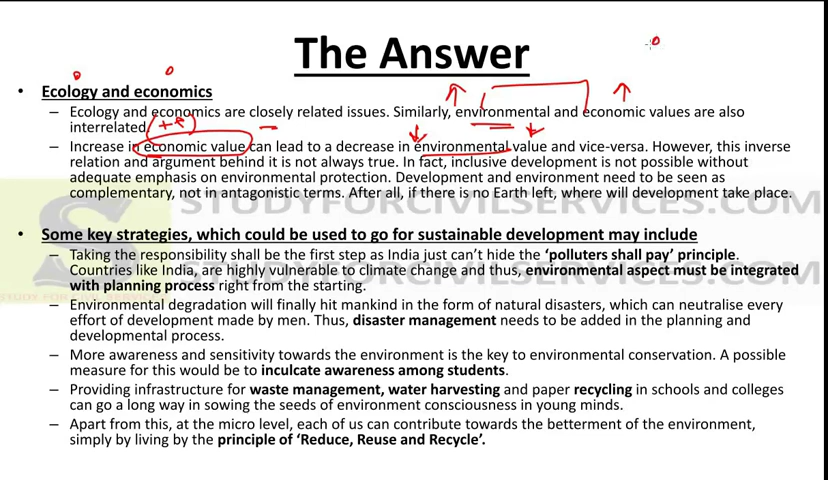 The Answer
• Ecology and economics
– Ecology and economics are closely related issues. Similarly, environmental and economic values are also
interrelated.
(+e)
– Increase in economic value can lead to a decrease in environmental value and vice-versa. However, this inverse
relation and argument behind it is not always true. In fact, inclusive development is not possible without
adequate emphasis on environmental protection. Development and environment need to be seen as
complementary, not in antagonistic terms. After all, if there is no Earth left, where will development take place.
STUDYFORCIVILSERVICES.COM
• Some key strategies, which could be used to go for sustainable development may include
– Taking the responsibility shall be the first step as India just can't hide the 'polluters shall pay' principle.
Countries like India, are highly vulnerable to climate change and thus, environmental aspect must be integrated
with planning process right from the starting.
STUDYFORCIVILSERVICES.COM
STUDY FOR CIVIL SERVICES
– Environmental degradation will finally hit mankind in the form of natural disasters, which can neutralise every
effort of development made by men. Thus, disaster management needs to be added in the planning and
developmental process.
– More awareness and sensitivity towards the environment is the key to environmental conservation. A possible
measure for this would be to inculcate awareness among students.
– Providing infrastructure for waste management, water harvesting and paper recycling in schools and colleges
can go a long way in sowing the seeds of environment consciousness in young minds.
– Apart from this, at the micro level, each of us can contribute towards the betterment of the environment,
simply by living by the principle of 'Reduce, Reuse and Recycle'.